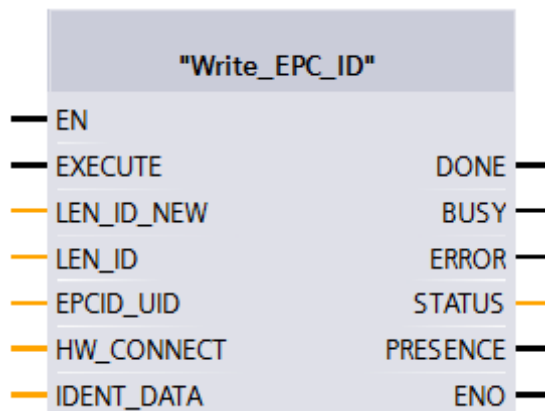 "Write_EPC_ID"
EN
EXECUTE DONE
LEN_ID_NEW BUSY
LEN_ID ERROR
EPCID_UID STATUS
HW_CONNECT PRESENCE
IDENT_DATA ENO